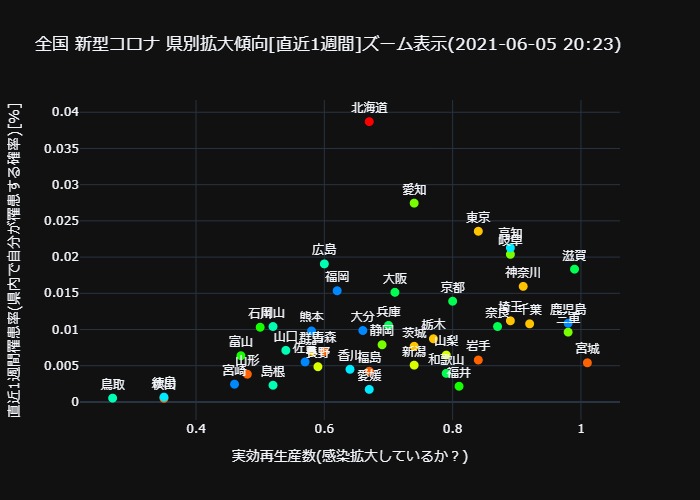 全国 新型コロナ 県別拡大傾向[直近1週間]ズーム表示(2021-06-05 20:23)
直近1週間罹患率(県内で自分が罹患する確率)[%]
0.04
0.035
0.03
0.025
0.02
0.015
0.01
0.005
0
北海道
愛知
東京
高知
岐阜
広島
滋賀
福岡
大阪
神奈川
京都
石岡
岡山
熊本
大分
兵庫
栃木
奈良
埼玉
千葉
鹿児島
三重
富山
山形
山口
群馬
青森
佐賀
長野
静岡
茨城
山梨
香川
福島
新潟
和歌山
岩手
宮城
鳥取
秋田
宮崎
島根
愛媛
福井
0.4
0.6
0.8
1
実効再生産数(感染拡大しているか？)